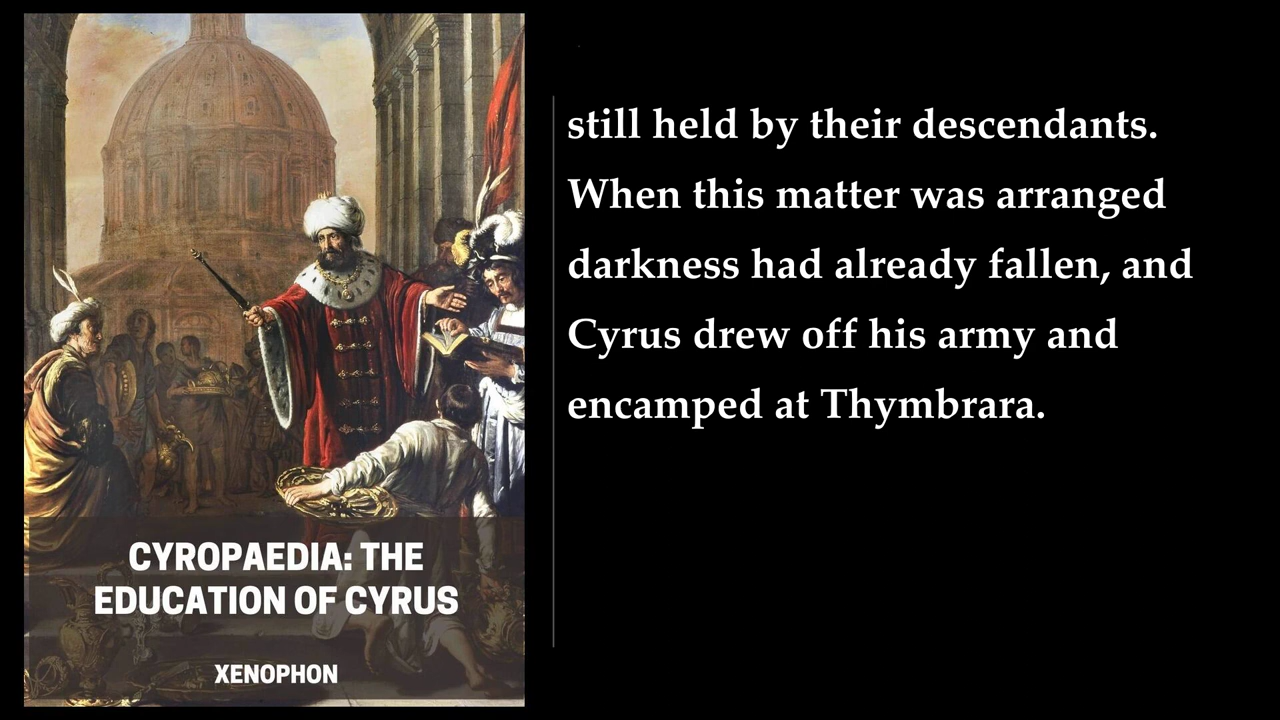 still held by their descendants.
When this matter was arranged
darkness had already fallen, and
Cyrus drew off his army and
encamped at Thymbrara.
CYROPAEDIA: THE
EDUCATION OF CYRUS
XENOPHON